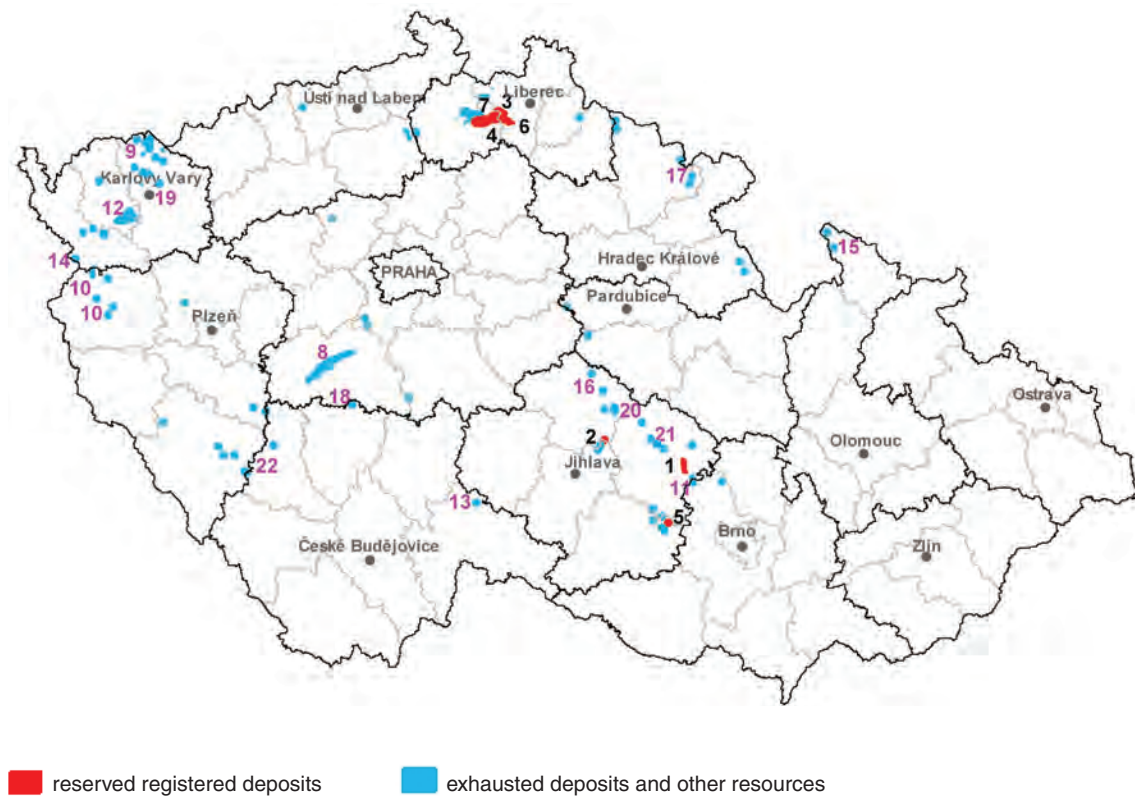 Liberec
Ústí nad Labem
7
3
4
6
9
Karlovy Vary
19
12
17
14
15
Hradec Králové
PRAHA
10
Pardubice
10
Plzeň
8
16
18
20
Ostrava
2
21
Olomouc
22
Jihlava
1
11
13
5
Brno
České Budějovice
Zlín
reserved registered deposits
exhausted deposits and other resources